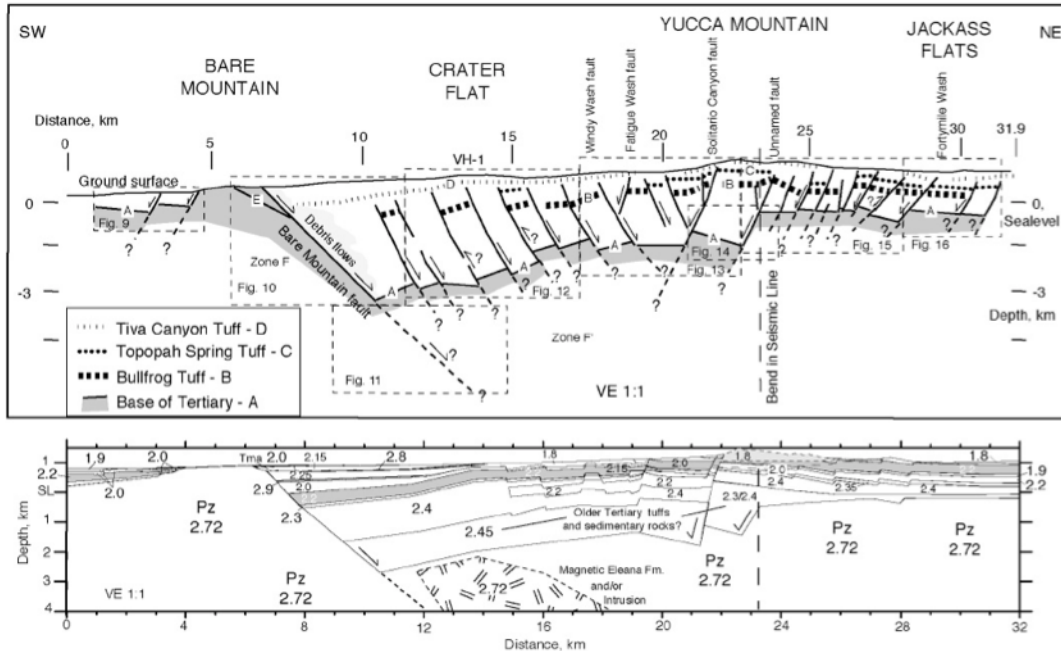 SW
YUCCA MOUNTAIN
JACKASS
FLATS
NE
BARE
MOUNTAIN
CRATER
FLAT
Windy Wash fault
Fatigue Wash fault
Solitario Canyon fault
Unnamed fault
Fortymile Wash
Distance, km
0
5
10
15
20
25
30
31.9
VH-1
Ground surface
0
A
Fig. 9
? ?
E
D
B
C
B
A
Debris flows
Bare Mountain fault
Zone F
Fig. 10
A
A
Fig. 12
A
Fig. 14
Fig. 13
A
Fig. 15
A
Fig. 16
0,
Sealevel
-3
-3
Depth, km
Fig. 11
Zone F'
VE 1:1
Bend in Seismic Line
Tiva Canyon Tuff - D
Topopah Spring Tuff - C
Bullfrog Tuff - B
Base of Tertiary - A
1.9
2.0
Tma
2.0
2.15
2.8
1.8
1.8
1.8
1
2.2
SL
1
2
3
4
Depth, km
2.0
2.9
2.25
2.0
2.3
2.4
2.45
2.15
2.0
2.2
2.2
2.4
2.3/2.4
2.0
2.4
2.35
2.4
1.9
2.2
Older Tertiary tuffs
and sedimentary rocks?
Pz
2.72
Pz
2.72
Pz
2.72
Pz
2.72
Pz
2.72
2.72
Magnetic Eleana Fm.
and/or
Intrusion
VE 1:1
0
4
8
12
16
20
24
28
32
Distance, km